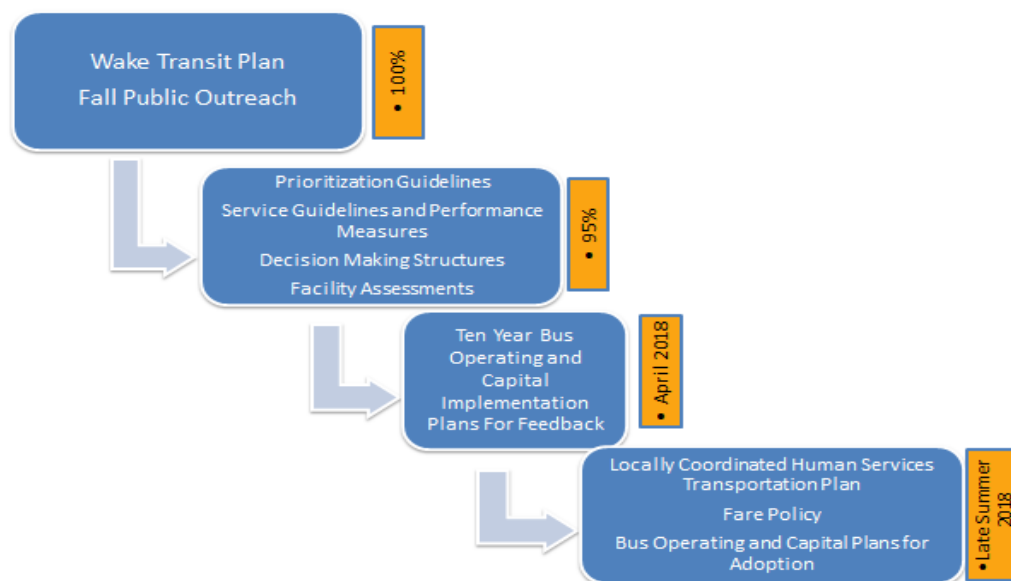 Wake Transit Plan
Fall Public Outreach
• 100%
Prioritization Guidelines
Service Guidelines and Performance
Measures
Decision Making Structures
Facility Assessments
• 95%
Ten Year Bus
Operating and
Capital
Implementation
Plans For Feedback
• April 2018
Locally Coordinated Human Services
Transportation Plan
Fare Policy
Bus Operating and Capital Plans for
Adoption
• Late Summer
2018